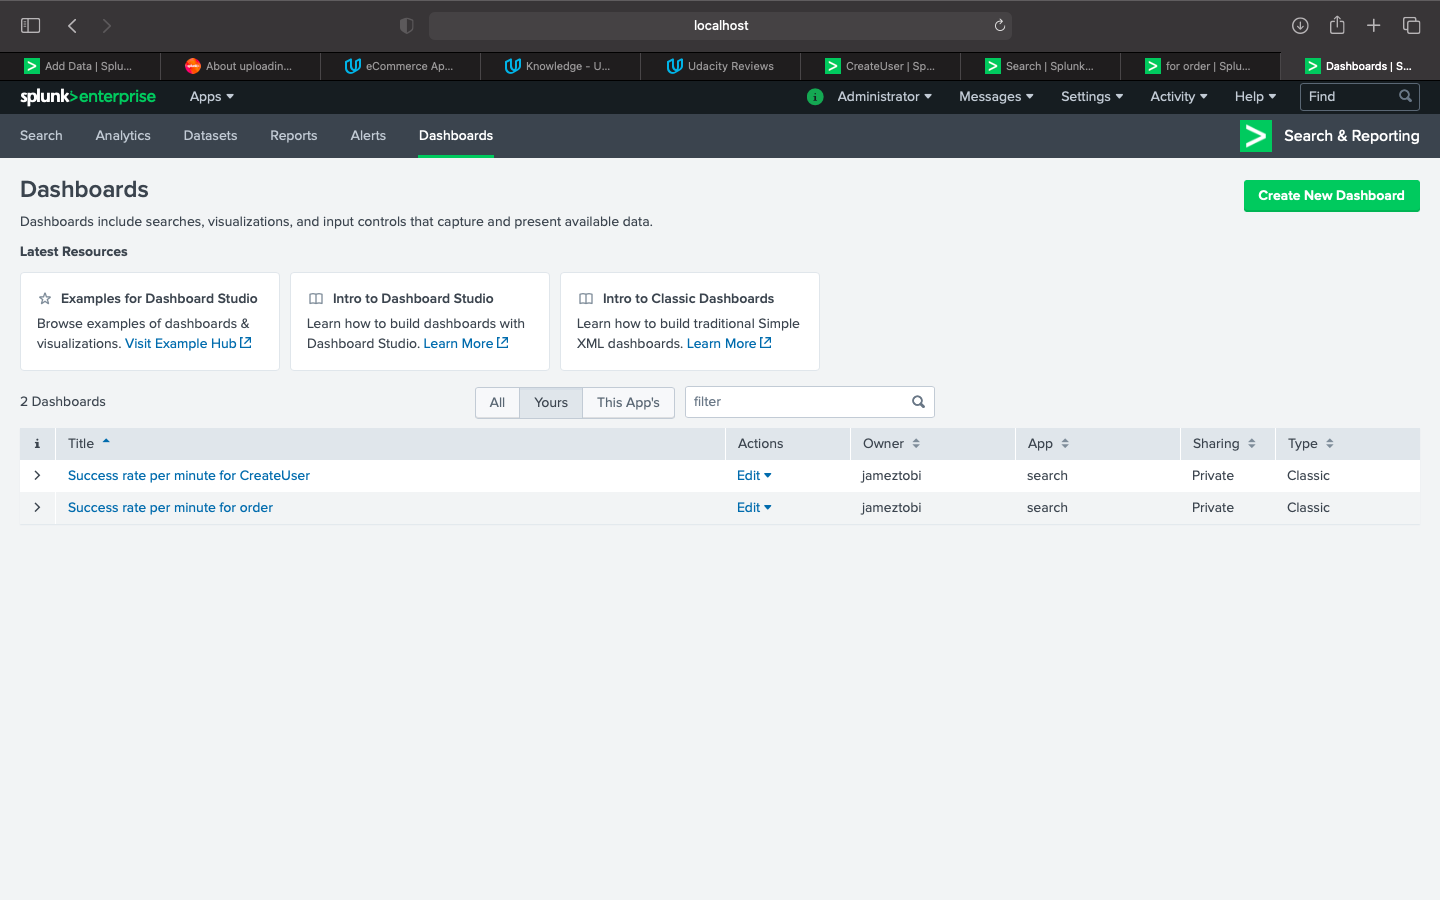 localhost
Add Data | Splu...
About uploadin...
eCommerce Ap...
Knowledge - U...
Udacity Reviews
CreateUser | Sp...
Search | Splunk...
for order | Splu...
Dashboards | S...
splunk>enterprise Apps
i Administrator Messages Settings Activity Help Find
Search Analytics Datasets Reports Alerts Dashboards
Search & Reporting
Dashboards
Create New Dashboard
Dashboards include searches, visualizations, and input controls that capture and present available data.
Latest Resources
Examples for Dashboard Studio
Browse examples of dashboards &
visualizations. Visit Example Hub
Intro to Dashboard Studio
Learn how to build dashboards with
Dashboard Studio. Learn More
Intro to Classic Dashboards
Learn how to build traditional Simple
XML dashboards. Learn More
2 Dashboards
All Yours This App's
filter
i Title Actions Owner App Sharing Type
Success rate per minute for CreateUser Edit jameztobi search Private Classic
Success rate per minute for order Edit jameztobi search Private Classic